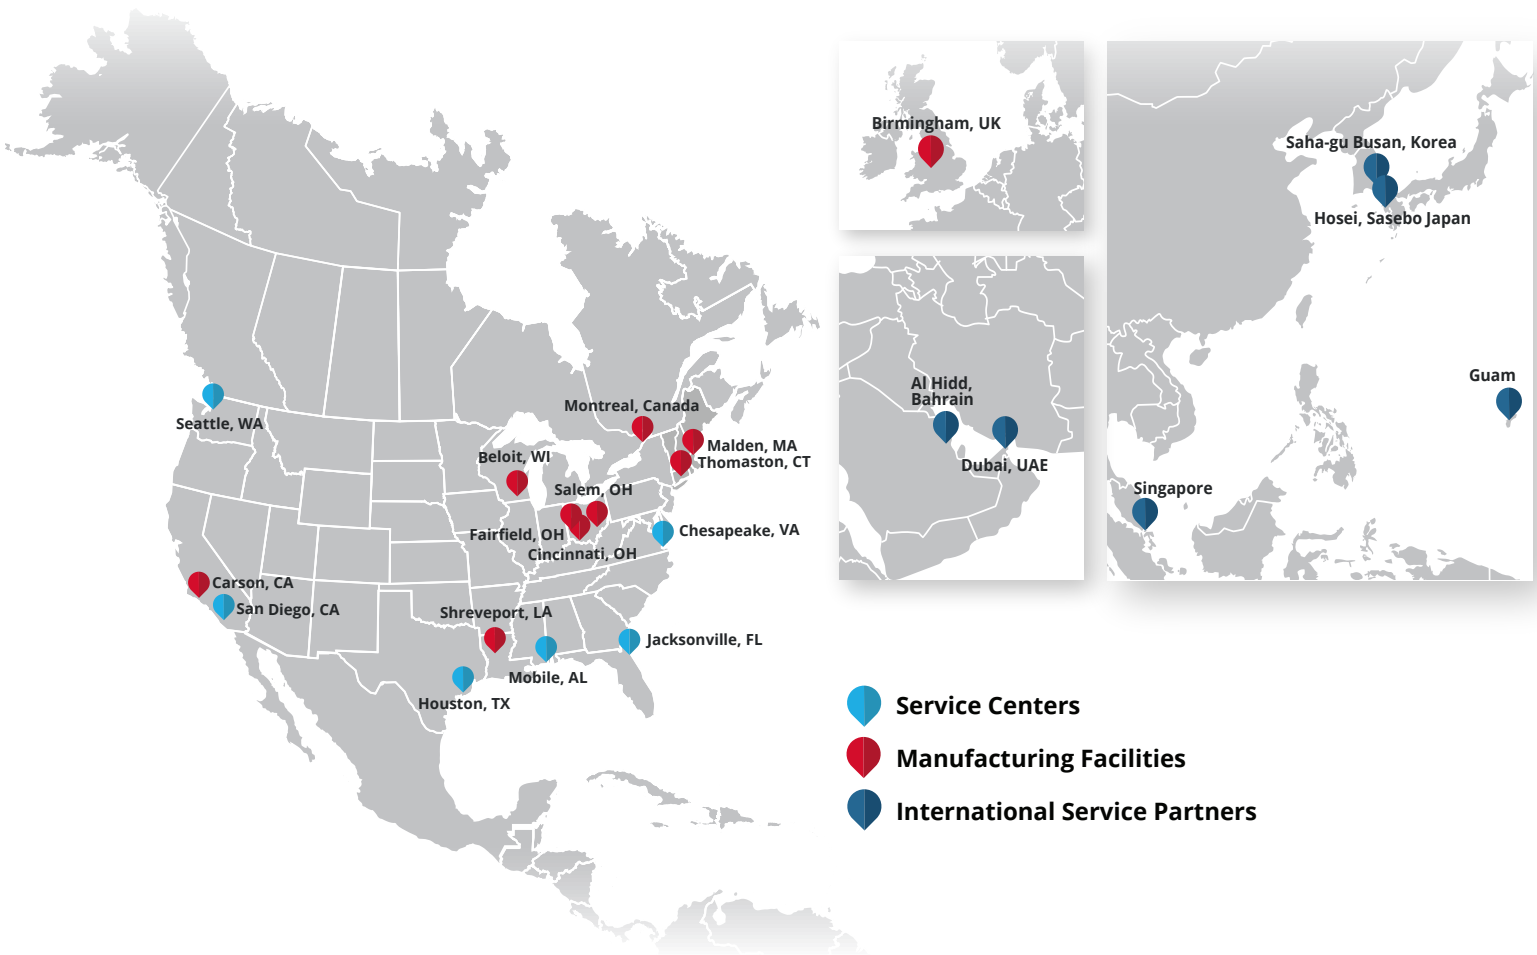 Seattle, WA
Montreal, Canada
Malden, MA
Thomaston, CT
Beloit, WI
Salem, OH
Fairfield, OH
Cincinnati, OH
Chesapeake, VA
Carson, CA
San Diego, CA
Shreveport, LA
Jacksonville, FL
Mobile, AL
Houston, TX
Birmingham, UK
Al Hidd,
Bahrain
Dubai, UAE
Saha-gu Busan, Korea
Hosei, Sasebo Japan
Guam
Singapore
Service Centers
Manufacturing Facilities
International Service Partners